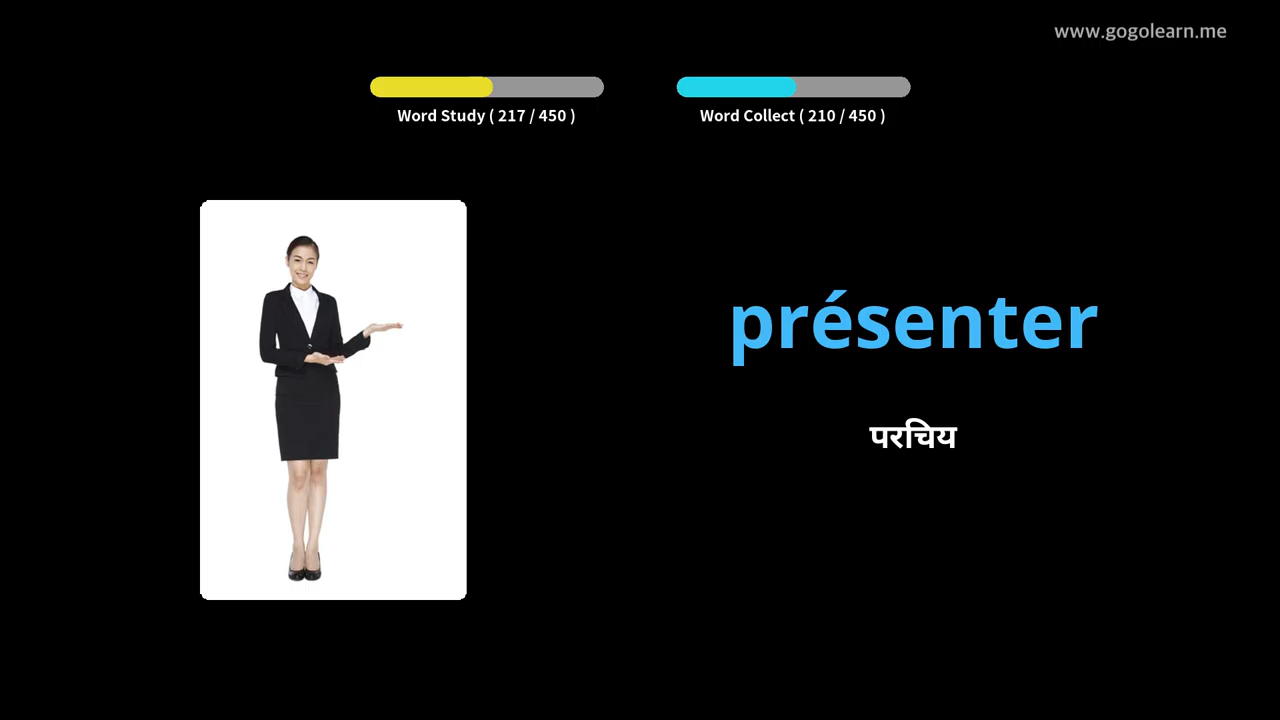 www.gogolearn.me
Word Study ( 217 / 450 )
Word Collect ( 210 / 450 )
présenter
परिचय